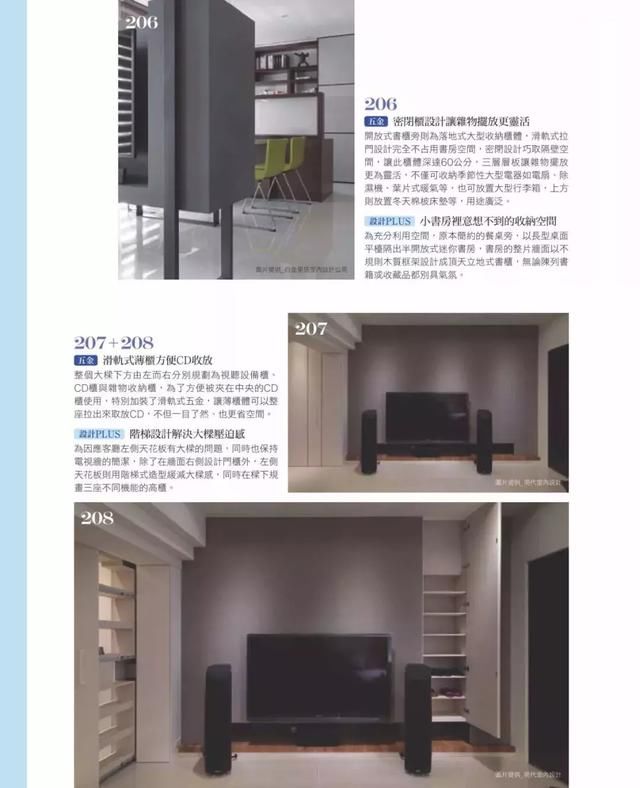 206
206
五金 密閉櫃設計讓雜物擺放更靈活
開放式書櫃旁則為落地式大型收納櫃體，滑軌式拉
門設計完全不占用書房空間，密閉設計巧取隔壁空
間，讓此櫃體深達60公分，三層層板讓雜物擺放
更為靈活，不僅可收納季節性大型電器如電扇、除
濕機、葉片式暖氣等，也可放置大型行李箱，上方
則放置冬天棉被床墊等，用途廣泛。
設計PLUS 小書房裡意想不到的收納空間
為充分利用空間，原本簡約的餐桌旁，以長型桌面
平檯隔出半開放式迷你書房，書房的整片牆面以不
規則木質框架設計成頂天立地式書櫃，無論陳列書
籍或收藏品都別具氣氛。
圖片提供_白金里居室內設計公司
207+208
五金 滑軌式薄櫃方便CD收放
整個大樑下方由左而右分別規劃為視聽設備櫃、
CD櫃與雜物收納櫃，為了方便被夾在中央的CD
櫃使用，特別加裝了滑軌式五金，讓薄櫃體可以整
座拉出來取放CD，不但一目了然、也更省空間。
設計PLUS 階梯設計解決大樑壓迫感
為因應客廳左側天花板有大樑的問題，同時也保持
電視牆的簡潔，除了在牆面右側設計門櫃外，左側
天花板則用階梯式造型緩減大樑感，同時在樑下規
畫三座不同機能的高櫃。
207
圖片提供_現代室內設計
208
圖片提供_現代室內設計